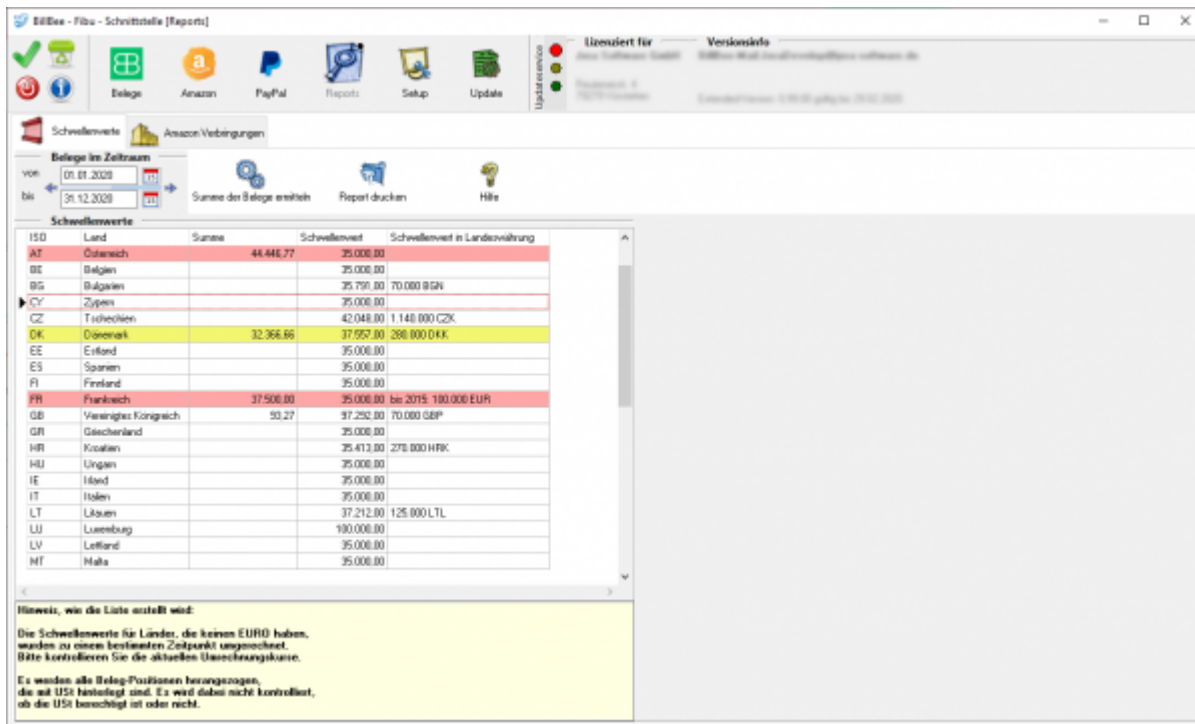 BillBee - Fibu - Schnittstelle [Reports]
Belege Amazon PayPal Reports Setup Update
Updateservice
Lizenziert für
Versionsinfo
Schwellenwerte Amazon Verbringungen
Belege im Zeitraum
von 01.01.2020
bis 31.12.2020
Summe der Belege ermitteln Report drucken Hilfe
Schwellenwerte
ISO Land Summe Schwellenwert Schwellenwert in Landeswährung
AT Österreich 44.446,77 35.000,00
BE Belgien 35.000,00
BG Bulgarien 35.791,00 70.000 BGN
CY Zypern 35.000,00
CZ Tschechien 42.048,00 1.140.000 CZK
DK Dänemark 32.366,66 37.557,00 280.000 DKK
EE Estland 35.000,00
ES Spanien 35.000,00
FI Finnland 35.000,00
FR Frankreich 37.500,00 35.000,00 bis 2015: 100.000 EUR
GB Vereinigtes Königreich 93,27 97.292,00 70.000 GBP
GR Griechenland 35.000,00
HR Kroatien 35.413,00 270.000 HRK
HU Ungarn 35.000,00
IE Irland 35.000,00
IT Italien 35.000,00
LT Litauen 37.212,00 125.000 LTL
LU Luxemburg 100.000,00
LV Lettland 35.000,00
MT Malta 35.000,00
Hinweis, wie die Liste erstellt wird:
Die Schwellenwerte für Länder, die keinen EURO haben,
wurden zu einem bestimmten Zeitpunkt umgerechnet.
Bitte kontrollieren Sie die aktuellen Umrechnungskurse.
Es werden alle Beleg-Positionen herangezogen,
die mit USt hinterlegt sind. Es wird dabei nicht kontrolliert,
ob die USt berechtigt ist oder nicht.